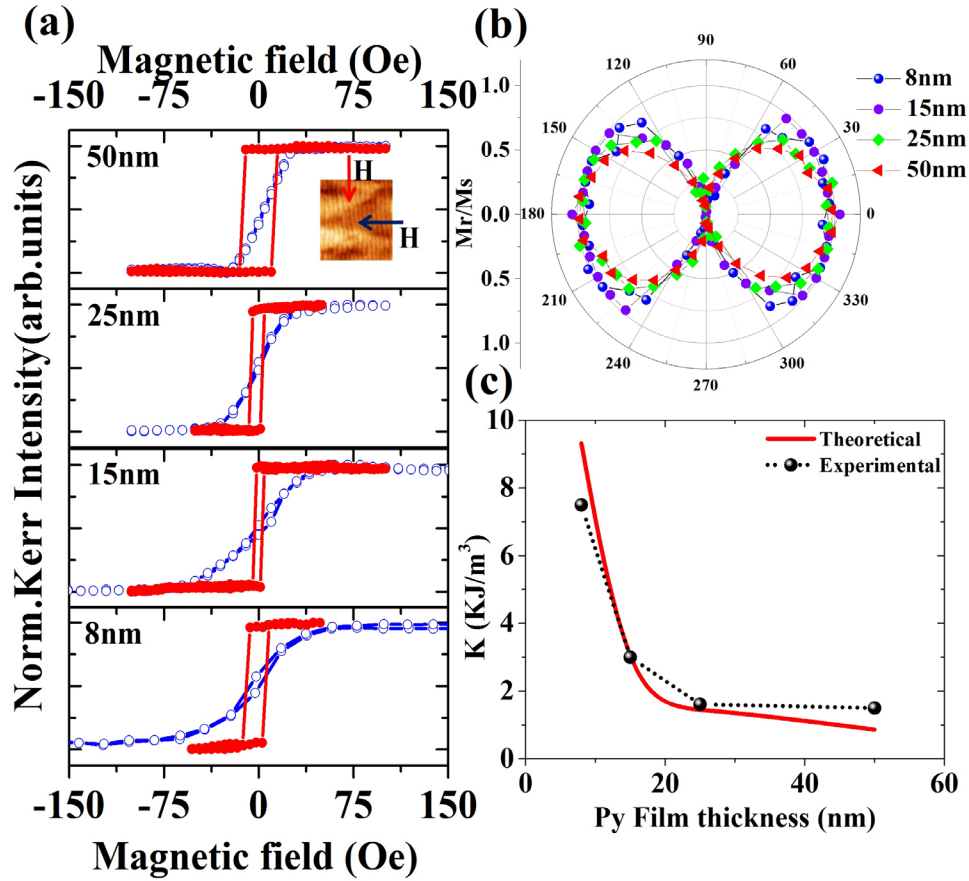 (a)
Magnetic field (Oe)
-150 -75 0 75 150
Norm.Kerr Intensity(arb.units)
50nm
H
H
25nm
15nm
8nm
-150 -75 0 75 150
Magnetic field (Oe)
(b)
Mr/Ms
1.0
0.5
0.0
0.5
1.0
0
30
60
90
120
150
180
210
240
270
300
330
8nm
15nm
25nm
50nm
(c)
K (KJ/m³)
10
8
6
4
2
0
Theoretical
Experimental
0 20 40 60
Py Film thickness (nm)